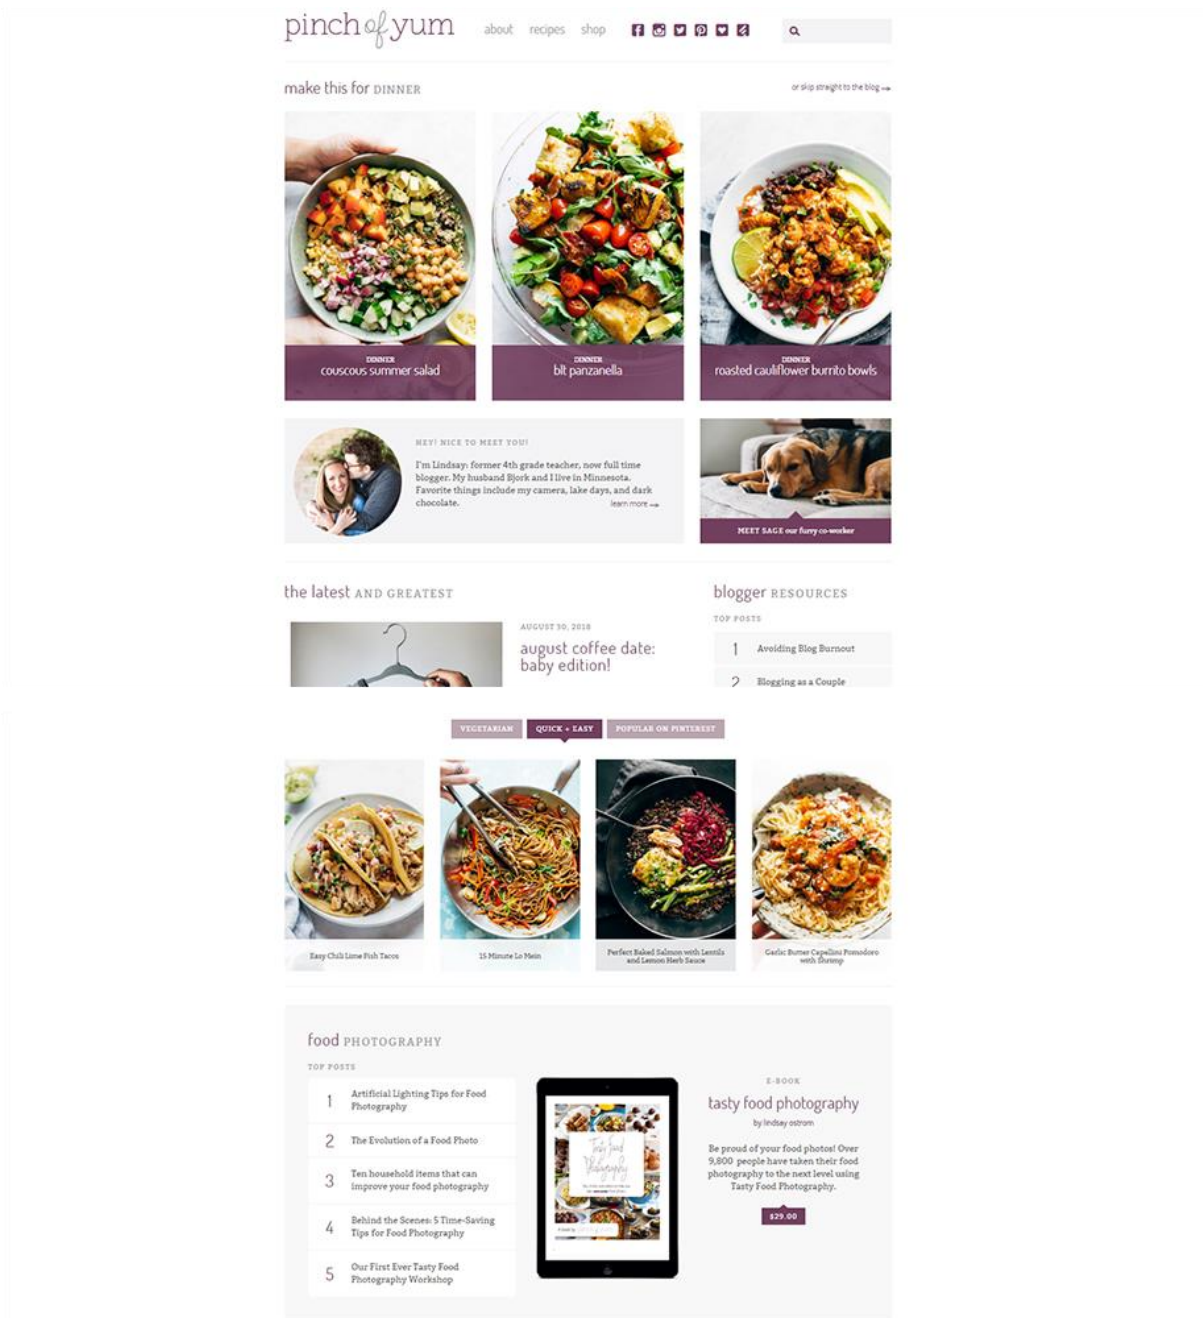 pinch of yum
about recipes shop
make this for DINNER
or skip straight to the blog
DINNER
couscous summer salad
DINNER
blt panzanella
DINNER
roasted cauliflower burrito bowls
HEY! NICE TO MEET YOU!
I'm Lindsay: former 4th grade teacher, now full time
blogger. My husband Bjork and I live in Minnesota.
Favorite things include my camera, lake days, and dark
chocolate.
learn more
MEET SAGE our furry co-worker
the latest AND GREATEST
AUGUST 30, 2018
august coffee date:
baby edition!
blogger RESOURCES
TOP POSTS
1 Avoiding Blog Burnout
2 Blogging as a Couple
VEGETARIAN
QUICK + EASY
POPULAR ON PINTEREST
Easy Chili Lime Fish Tacos
15 Minute Lo Mein
Perfect Baked Salmon with Lentils
and Lemon Herb Sauce
Garlic Butter Capellini Pomodoro
with Shrimp
food PHOTOGRAPHY
TOP POSTS
1 Artificial Lighting Tips for Food
Photography
2 The Evolution of a Food Photo
3 Ten household items that can
improve your food photography
4 Behind the Scenes: 5 Time-Saving
Tips for Food Photography
5 Our First Ever Tasty Food
Photography Workshop
Tasty Food
Photography
E-BOOK
tasty food photography
by lindsay ostrom
Be proud of your food photos! Over
9,800 people have taken their food
photography to the next level using
Tasty Food Photography.
$29.00